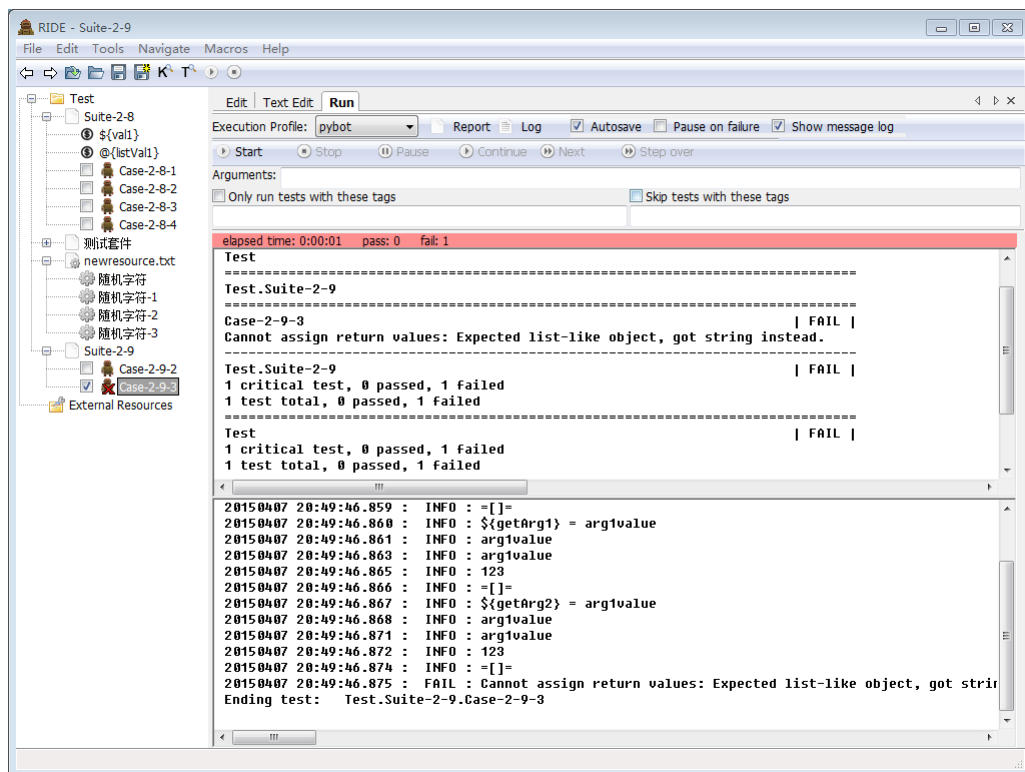 RIDE - Suite-2-9
File Edit Tools Navigate Macros Help
Test
Suite-2-8
${val1}
@{listVal1}
Case-2-8-1
Case-2-8-2
Case-2-8-3
Case-2-8-4
测试套件
newresource.txt
随机字符
随机字符-1
随机字符-2
随机字符-3
Suite-2-9
Case-2-9-2
Case-2-9-3
External Resources
Edit Text Edit Run
Execution Profile: pybot Report Log Autosave Pause on failure Show message log
Start Stop Pause Continue Next Step over
Arguments:
Only run tests with these tags Skip tests with these tags
elapsed time: 0:00:01 pass: 0 fail: 1
Test
==============================================================================
Test.Suite-2-9
==============================================================================
Case-2-9-3 | FAIL |
Cannot assign return values: Expected list-like object, got string instead.
------------------------------------------------------------------------------
Test.Suite-2-9 | FAIL |
1 critical test, 0 passed, 1 failed
1 test total, 0 passed, 1 failed
==============================================================================
Test | FAIL |
1 critical test, 0 passed, 1 failed
1 test total, 0 passed, 1 failed
20150407 20:49:46.859 : INFO : =[]=
20150407 20:49:46.860 : INFO : ${getArg1} = arg1value
20150407 20:49:46.861 : INFO : arg1value
20150407 20:49:46.863 : INFO : arg1value
20150407 20:49:46.865 : INFO : 123
20150407 20:49:46.866 : INFO : =[]=
20150407 20:49:46.867 : INFO : ${getArg2} = arg1value
20150407 20:49:46.868 : INFO : arg1value
20150407 20:49:46.871 : INFO : arg1value
20150407 20:49:46.872 : INFO : 123
20150407 20:49:46.874 : INFO : =[]=
20150407 20:49:46.875 : FAIL : Cannot assign return values: Expected list-like object, got strin
Ending test: Test.Suite-2-9.Case-2-9-3